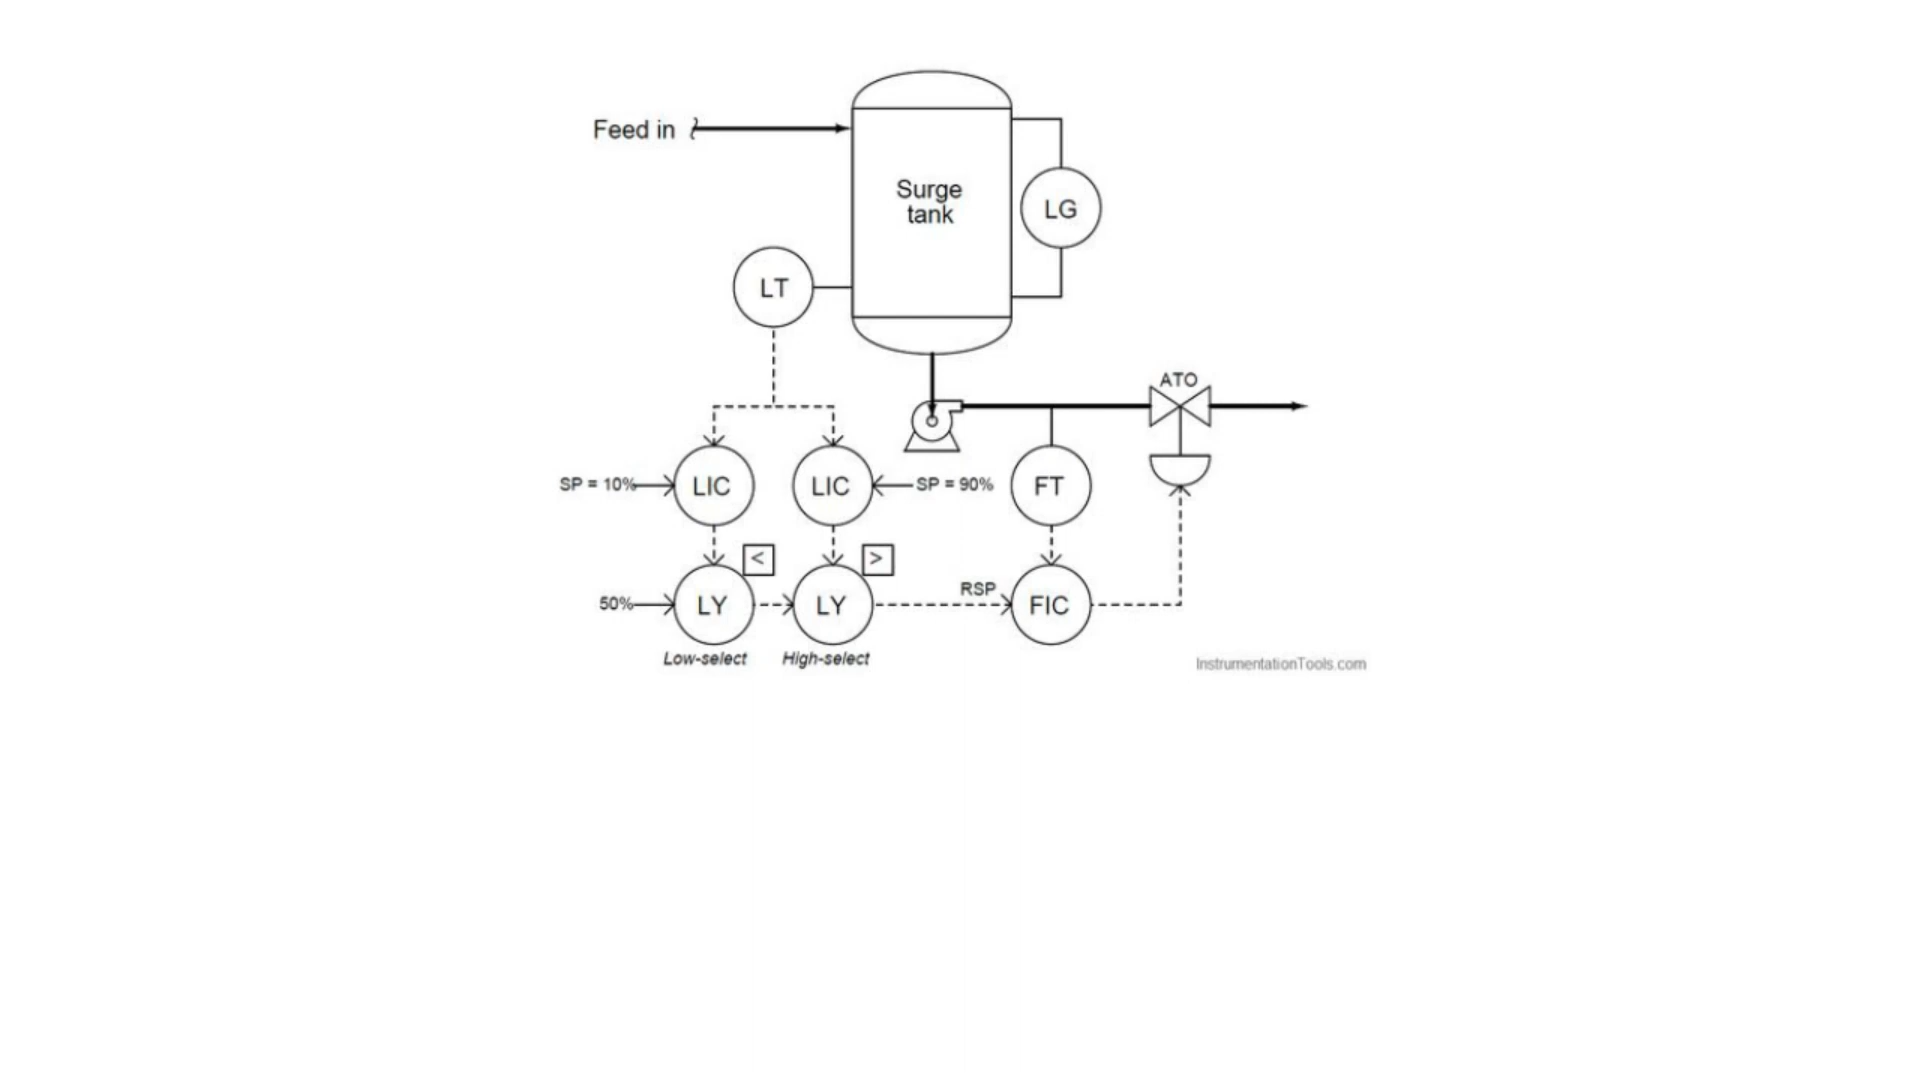 Feed in
Surge
tank
LG
LT
ATO
SP = 10%
LIC
LIC
SP = 90%
FT
<
>
50%
LY
LY
RSP
FIC
Low-select
High-select
InstrumentationTools.com